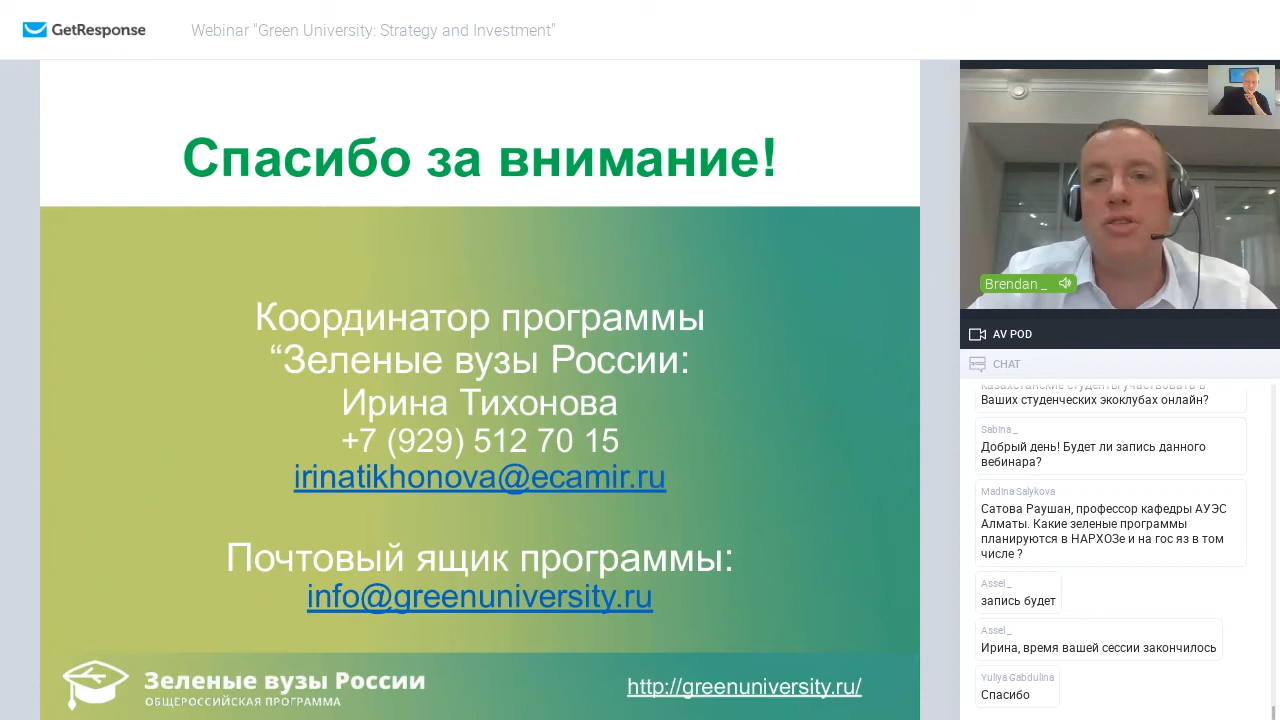 GetResponse
Webinar "Green University: Strategy and Investment"
Спасибо за внимание!
Координатор программы
“Зеленые вузы России:
Ирина Тихонова
+7 (929) 512 70 15
irinatikhonova@ecamir.ru
Почтовый ящик программы:
info@greenuniversity.ru
Зеленые вузы России
ОБЩЕРОССИЙСКАЯ ПРОГРАММА
http://greenuniversity.ru/
Brendan _
AV POD
CHAT
Казахстанские студенты участвовать в
Ваших студенческих экоклубах онлайн?
Sabina _
Добрый день! Будет ли запись данного
вебинара?
Madina Salykova
Сатова Раушан, профессор кафедры АУЭС
Алматы. Какие зеленые программы
планируются в НАРХОЗе и на гос яз в том
числе ?
Assel _
запись будет
Assel _
Ирина, время вашей сессии закончилось
Yuliya Gabdulina
Спасибо